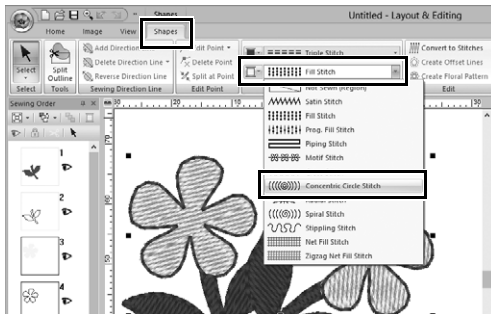 Shapes
Untitled - Layout & Editing
Home Image View Shapes
Select
Split Outline
Add Direction
Delete Direction Line
Reverse Direction Line
dit Point
Delete Point
Split at Point
Triple Stitch
Fill Stitch
Convert to Stitches
Create Offset Lines
Create Floral Pattern
Select Tools Sewing Direction Line Edit Point Edit
Sewing Order
Not Sewn (Region)
Satin Stitch
Fill Stitch
Prog. Fill Stitch
Piping Stitch
Motif Stitch
Concentric Circle Stitch
Spiral Stitch
Stippling Stitch
Net Fill Stitch
Zigzag Net Fill Stitch
1
2
3
4